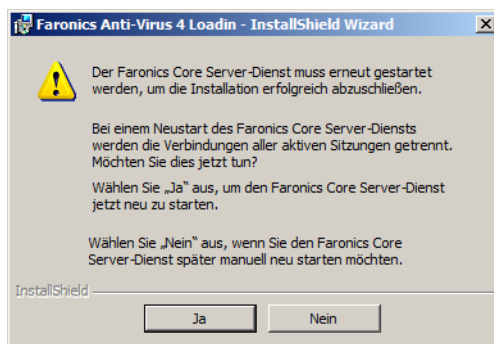 Faronics Anti-Virus 4 Loadin - InstallShield Wizard
Der Faronics Core Server-Dienst muss erneut gestartet
werden, um die Installation erfolgreich abzuschließen.
Bei einem Neustart des Faronics Core Server-Diensts
werden die Verbindungen aller aktiven Sitzungen getrennt.
Möchten Sie dies jetzt tun?
Wählen Sie „Ja“ aus, um den Faronics Core Server-Dienst
jetzt neu zu starten.
Wählen Sie „Nein“ aus, wenn Sie den Faronics Core
Server-Dienst später manuell neu starten möchten.
InstallShield
Ja
Nein